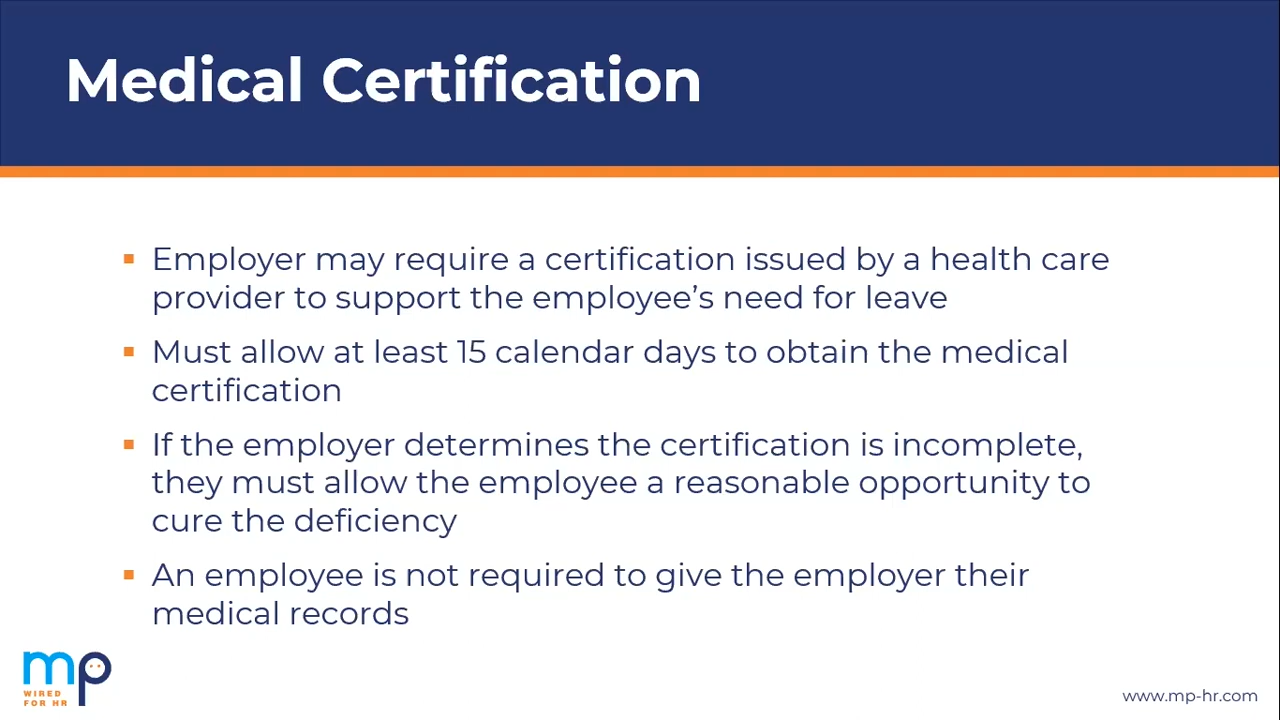 Medical Certification
▪ Employer may require a certification issued by a health care
provider to support the employee’s need for leave
▪ Must allow at least 15 calendar days to obtain the medical
certification
▪ If the employer determines the certification is incomplete,
they must allow the employee a reasonable opportunity to
cure the deficiency
▪ An employee is not required to give the employer their
medical records
mp
WIRED
FOR HR
www.mp-hr.com